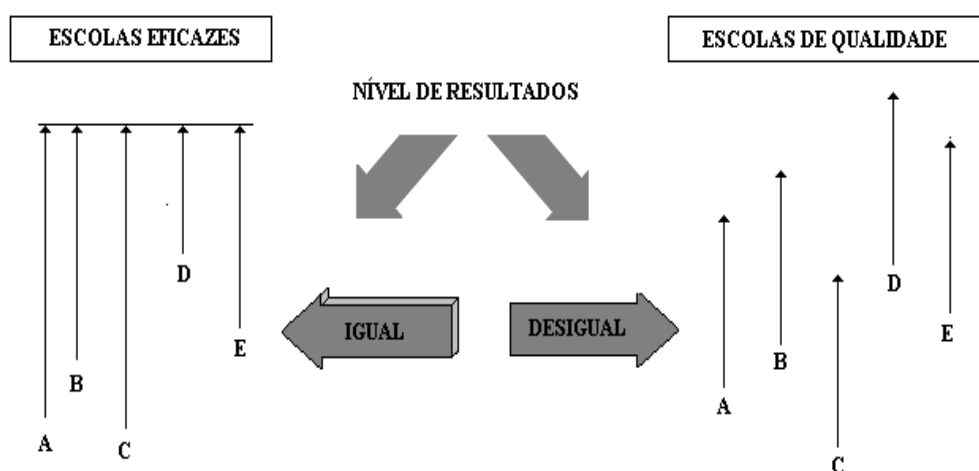 ESCOLAS EFICAZES
ESCOLAS DE QUALIDADE
NÍVEL DE RESULTADOS
D
D
IGUAL
DESIGUAL
E
E
B
B
A
A
C
C